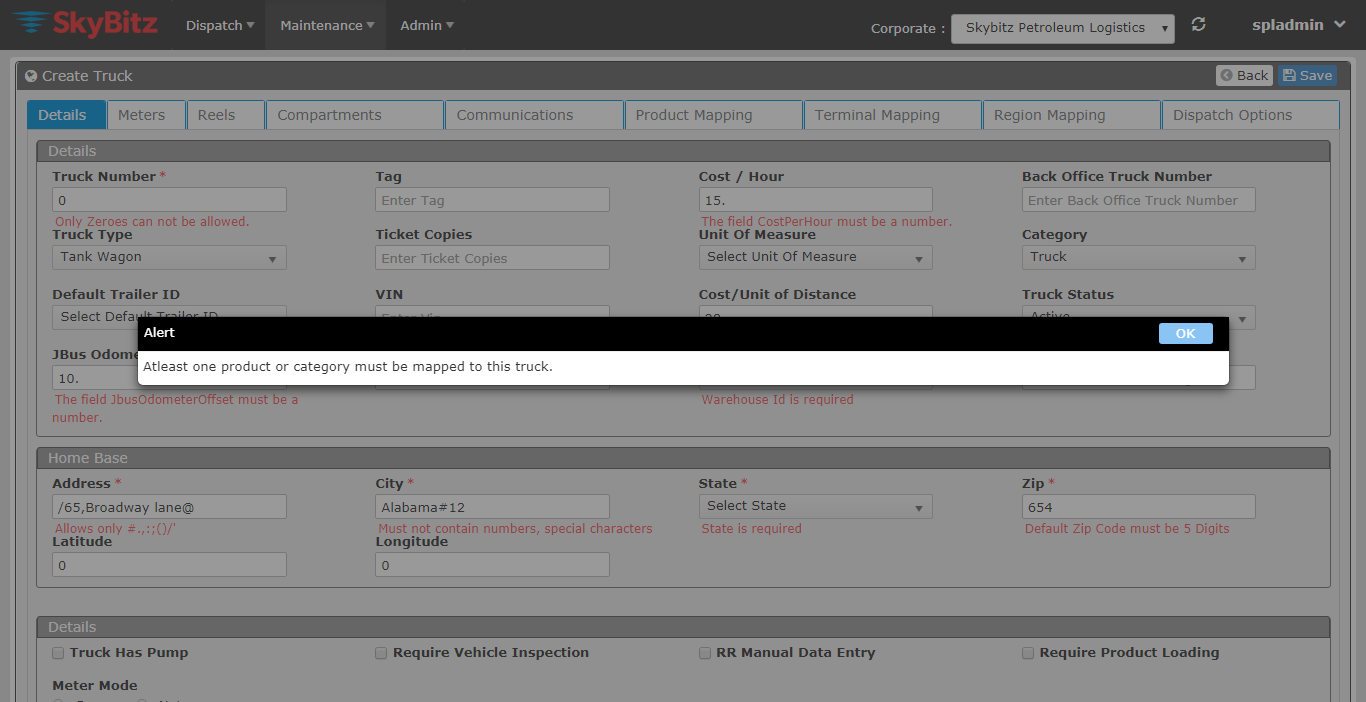 SkyBitz Dispatch Maintenance Admin Corporate : Skybitz Petroleum Logistics spladmin
Create Truck Back Save
Details Meters Reels Compartments Communications Product Mapping Terminal Mapping Region Mapping Dispatch Options
Details
Truck Number * Tag Cost / Hour Back Office Truck Number
0 Enter Tag 15. Enter Back Office Truck Number
Only Zeroes can not be allowed. The field CostPerHour must be a number.
Truck Type Ticket Copies Unit Of Measure Category
Tank Wagon Enter Ticket Copies Select Unit Of Measure Truck
Default Trailer ID VIN Cost/Unit of Distance Truck Status
Select Default Trailer ID Enter Vin Active
Alert OK
Atleast one product or category must be mapped to this truck.
JBus
10.
The field JbusOdometerOffset must be a Warehouse Id is required
number.
Home Base
Address * City * State * Zip *
/65,Broadway lane@ Alabama#12 Select State 654
Allows only #.,:;()/' Must not contain numbers, special characters State is required Default Zip Code must be 5 Digits
Latitude Longitude
0 0
Details
Truck Has Pump Require Vehicle Inspection RR Manual Data Entry Require Product Loading
Meter Mode